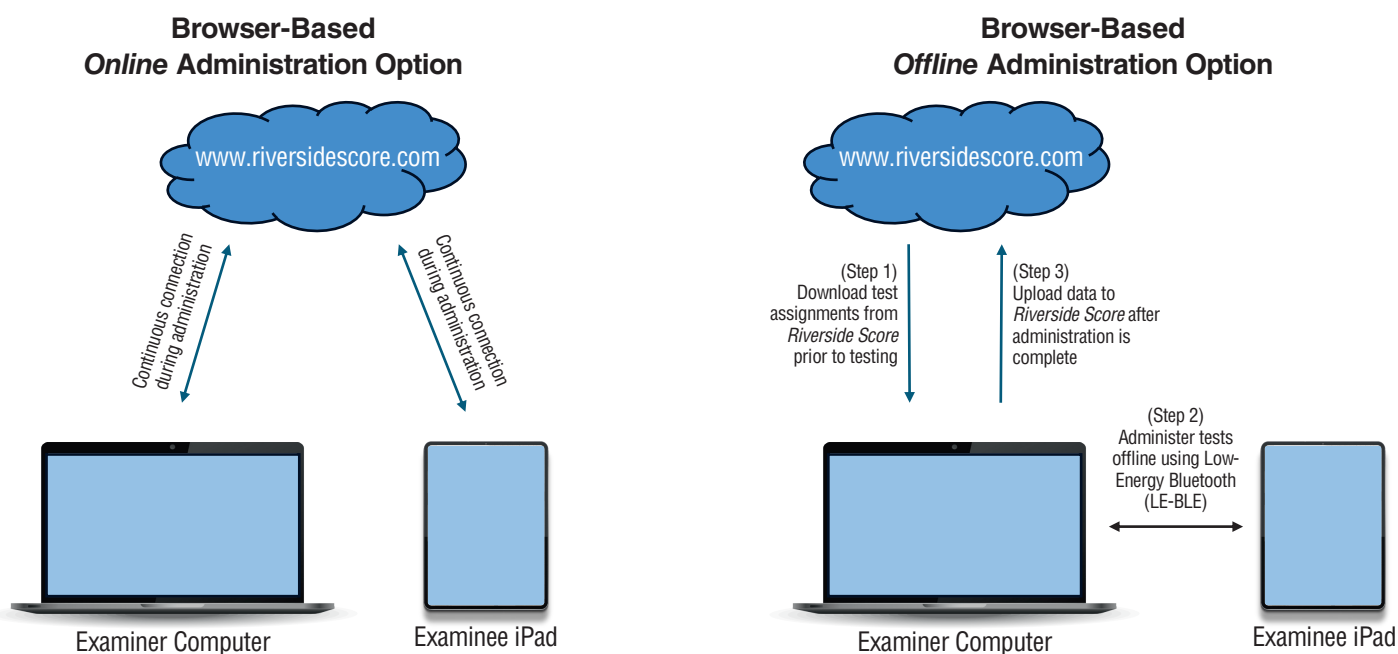 Browser-Based
Online Administration Option
www.riversidescore.com
Continuous connection
during administration
Continuous connection
during administration
Examiner Computer
Examinee iPad
Browser-Based
Offline Administration Option
www.riversidescore.com
(Step 1)
Download test
assignments from
Riverside Score
prior to testing
(Step 3)
Upload data to
Riverside Score after
administration is
complete
(Step 2)
Administer tests
offline using Low-
Energy Bluetooth
(LE-BLE)
Examiner Computer
Examinee iPad